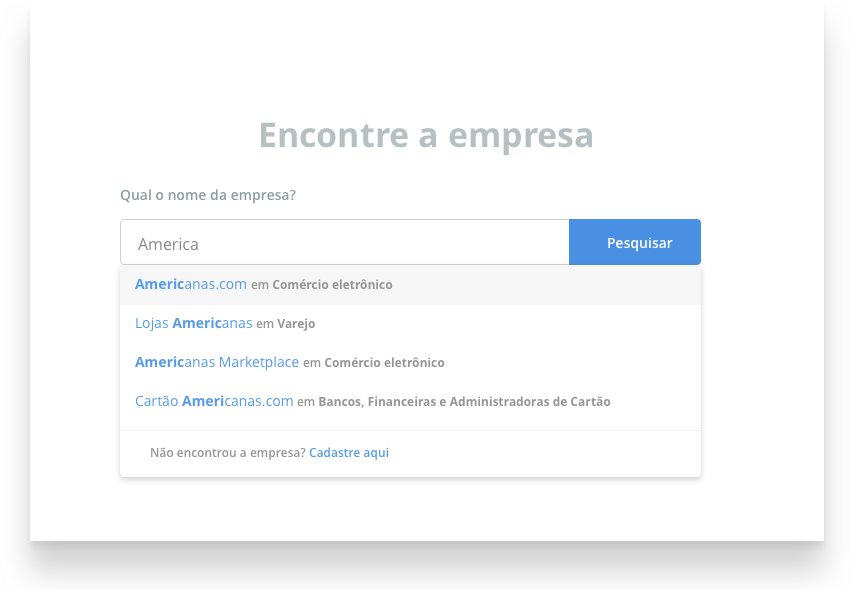 Encontre a empresa
Qual o nome da empresa?
America
Pesquisar
Americanas.com em Comércio eletrônico
Lojas Americanas em Varejo
Americanas Marketplace em Comércio eletrônico
Cartão Americanas.com em Bancos, Financeiras e Administradoras de Cartão
Não encontrou a empresa? Cadastre aqui